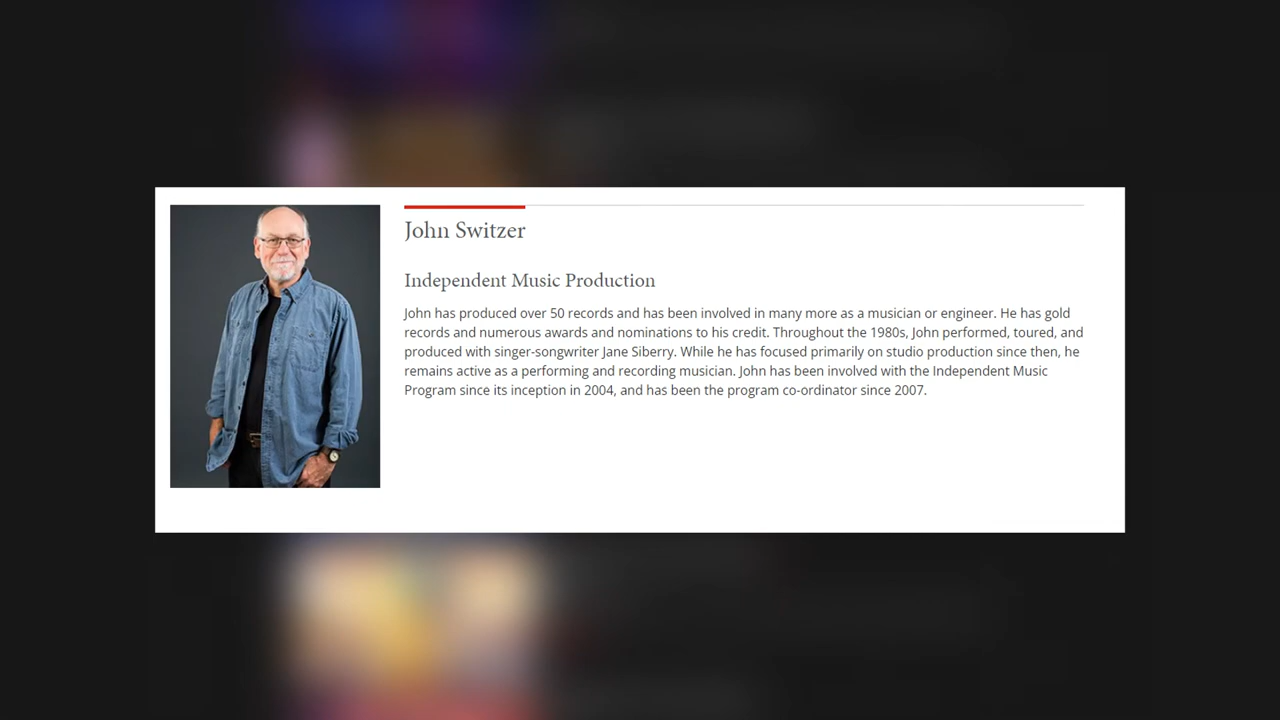 John Switzer
Independent Music Production
John has produced over 50 records and has been involved in many more as a musician or engineer. He has gold
records and numerous awards and nominations to his credit. Throughout the 1980s, John performed, toured, and
produced with singer-songwriter Jane Siberry. While he has focused primarily on studio production since then, he
remains active as a performing and recording musician. John has been involved with the Independent Music
Program since its inception in 2004, and has been the program co-ordinator since 2007.